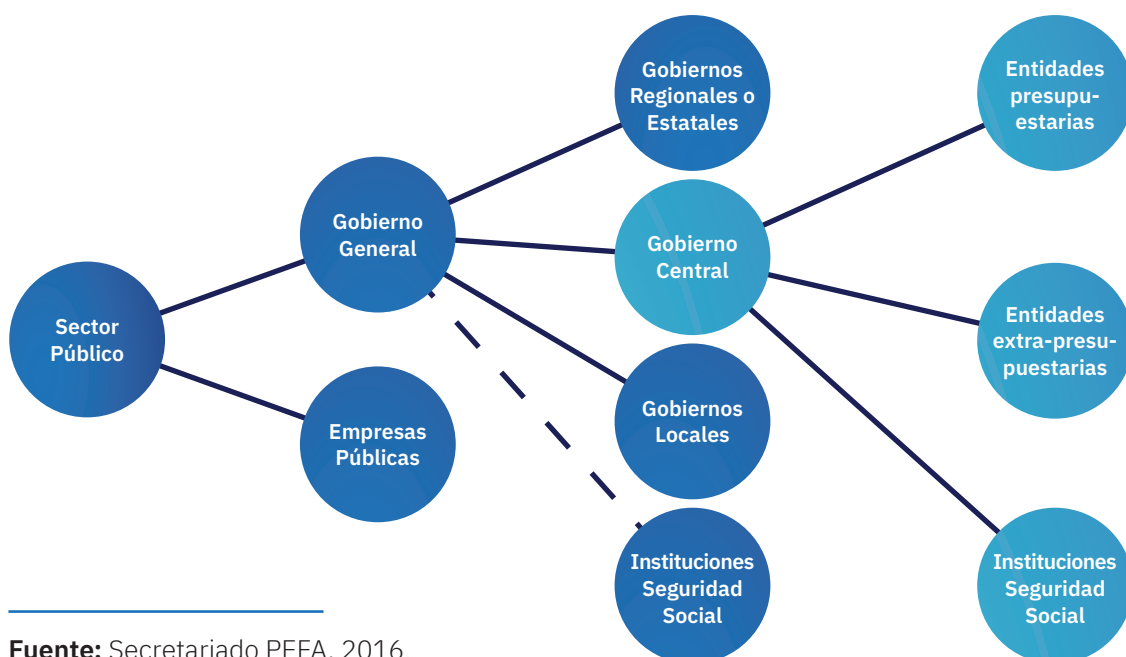 Sector
Público
Gobierno
General
Empresas
Públicas
Gobiernos
Regionales o
Estatales
Gobierno
Central
Gobiernos
Locales
Instituciones
Seguridad
Social
Entidades
presupu-
estarias
Entidades
extra-presu-
puestarias
Instituciones
Seguridad
Social
Fuente: Secretariado PEFA, 2016